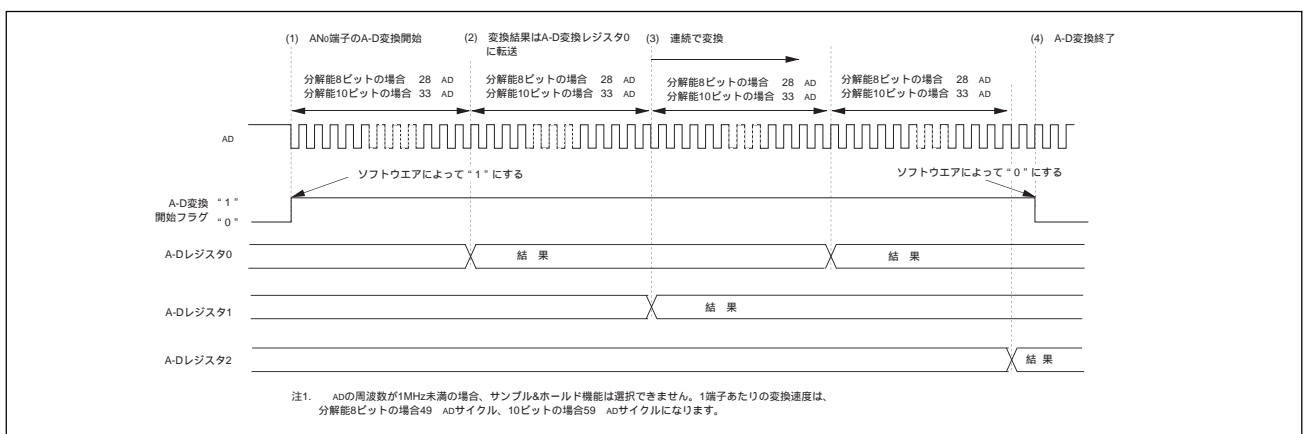 (1) AN0端子のA-D変換開始
(2) 変換結果はA-D変換レジスタ0
に転送
(3) 連続で変換
(4) A-D変換終了
分解能8ビットの場合 28 AD
分解能10ビットの場合 33 AD
分解能8ビットの場合 28 AD
分解能10ビットの場合 33 AD
分解能8ビットの場合 28 AD
分解能10ビットの場合 33 AD
分解能8ビットの場合 28 AD
分解能10ビットの場合 33 AD
AD
ソフトウエアによって“1”にする
ソフトウエアによって“0”にする
A-D変換 “1”
開始フラグ “0”
A-Dレジスタ0
結 果
結 果
A-Dレジスタ1
結 果
A-Dレジスタ2
結 果
注1. ADの周波数が1MHz未満の場合、サンプル&ホールド機能は選択できません。1端子あたりの変換速度は、
分解能8ビットの場合49 ADサイクル、10ビットの場合59 ADサイクルになります。